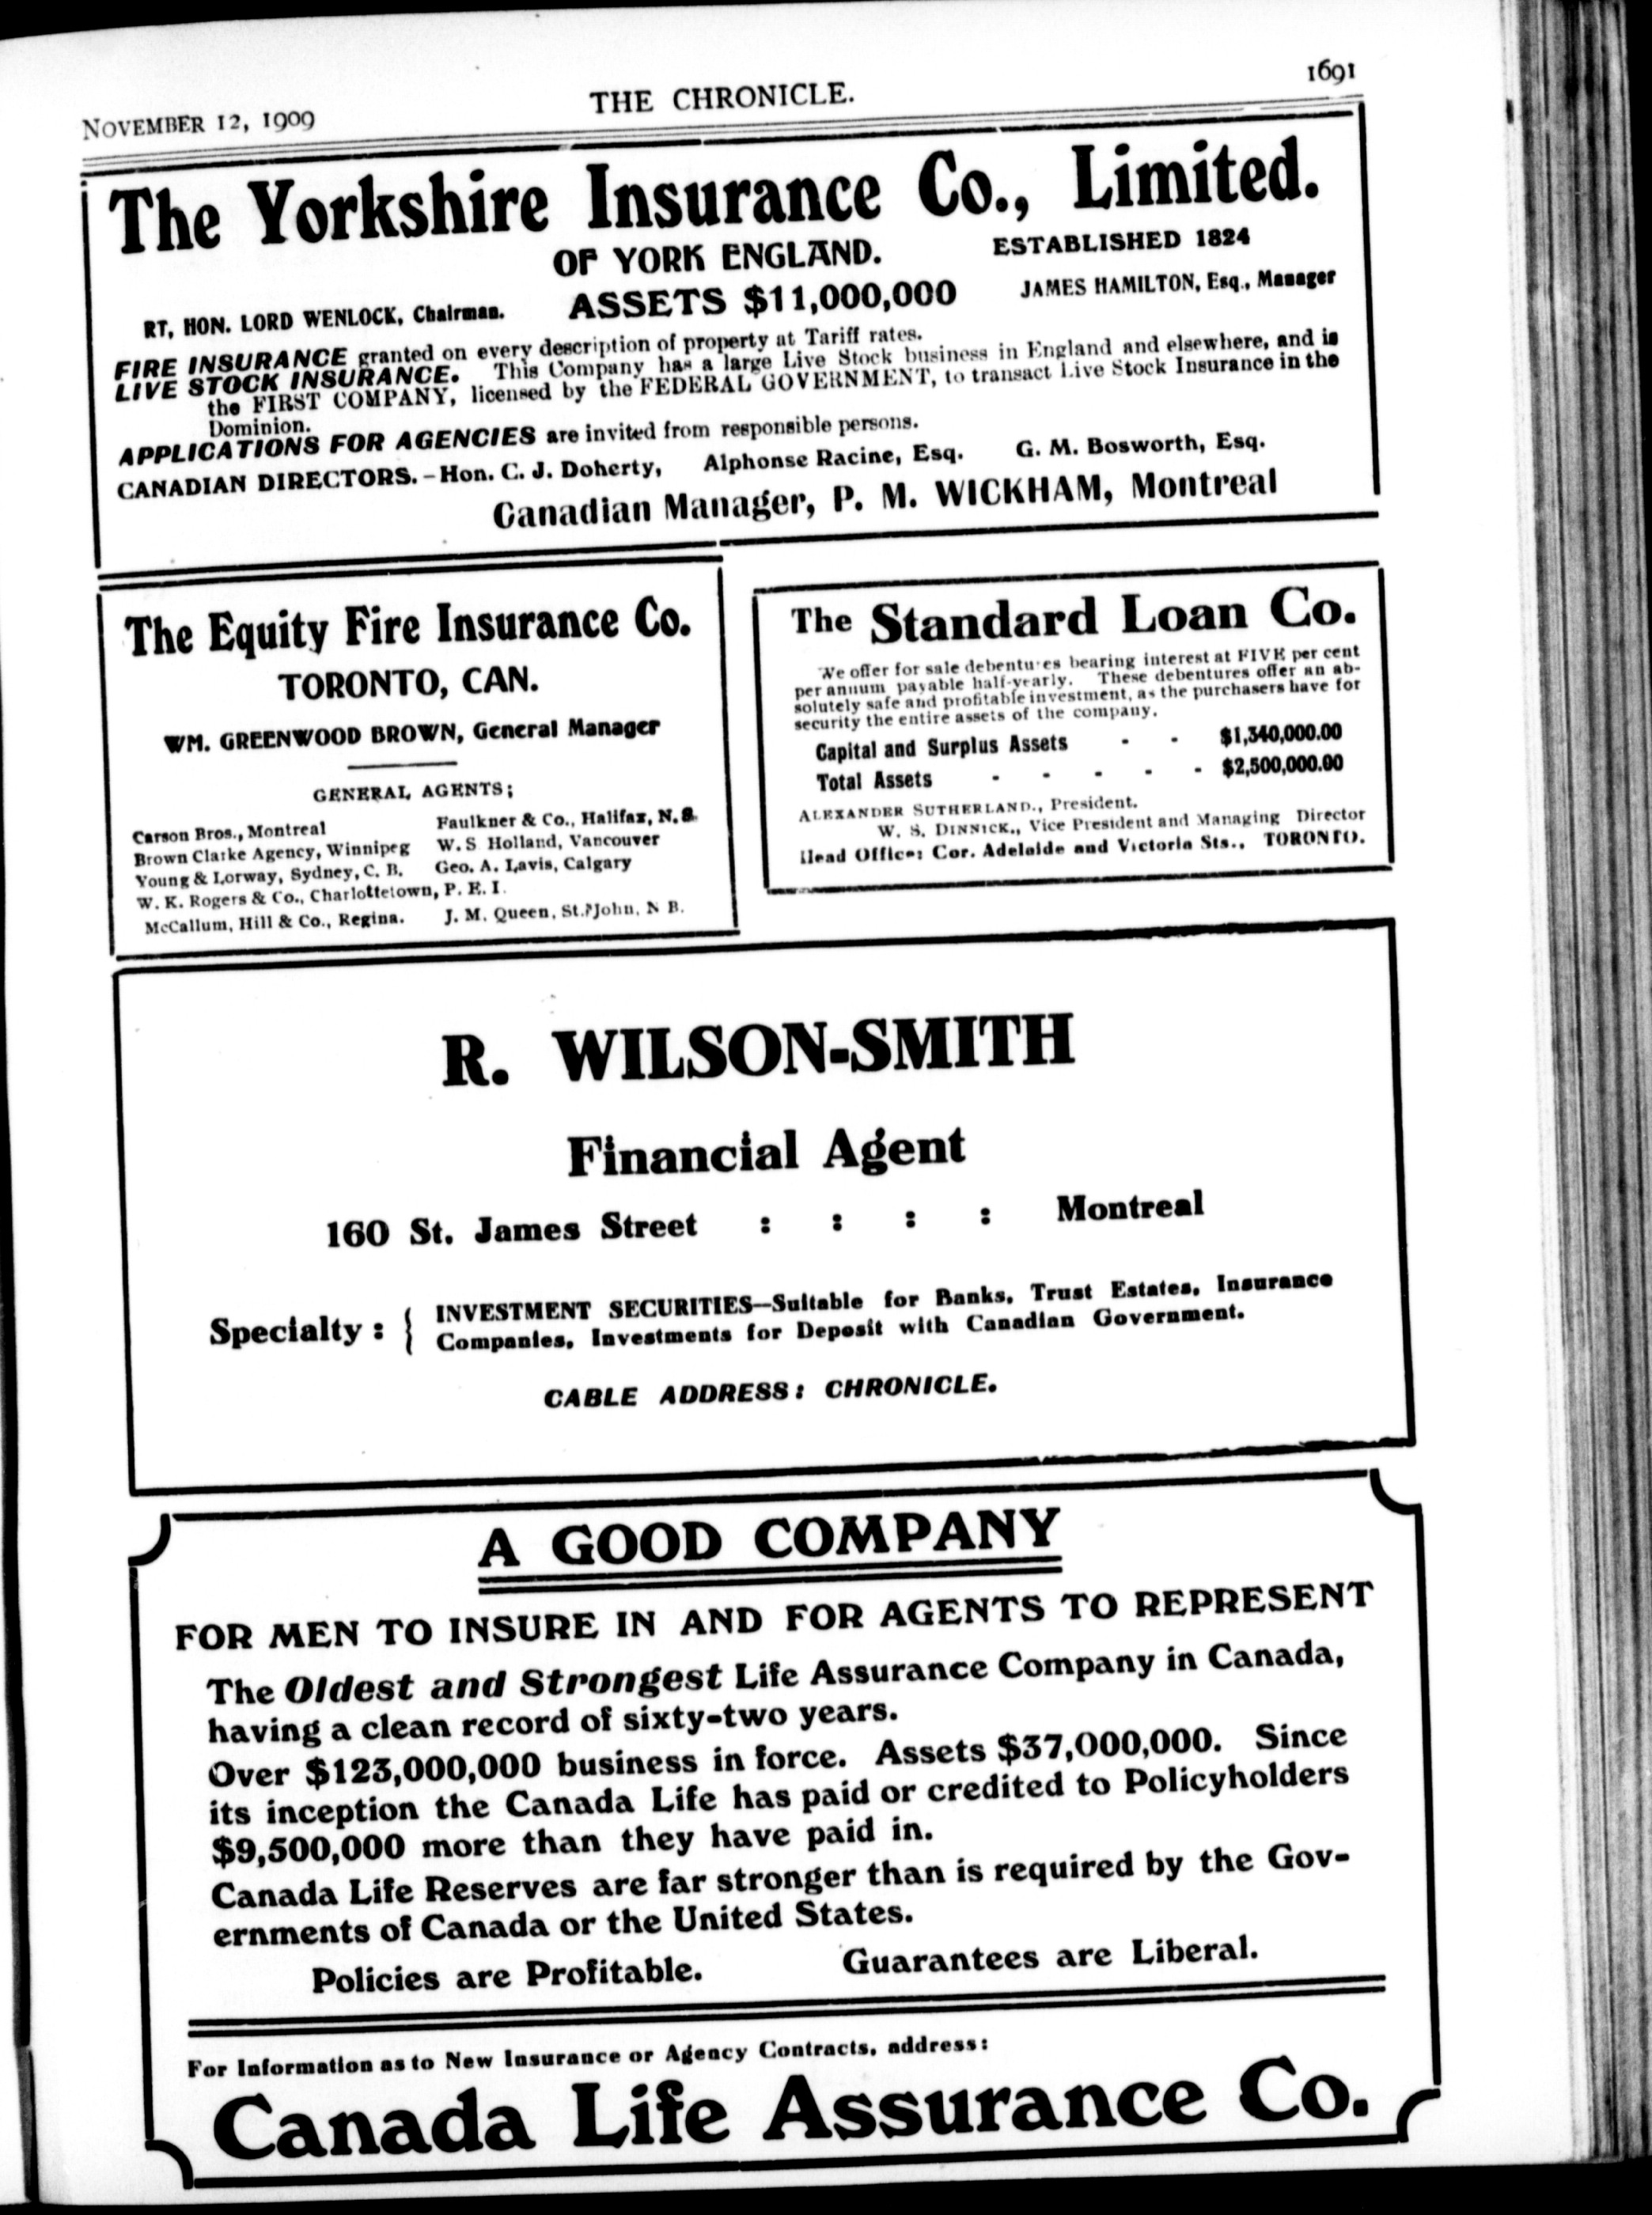 NOVEMBER 12, 1909 THE CHRONICLE. 1691
The Yorkshire Insurance Co., Limited.
OF YORK ENGLAND. ESTABLISHED 1824
RT, HON. LORD WENLOCK, Chairman. ASSETS $11,000,000 JAMES HAMILTON, Esq., Manager
FIRE INSURANCE granted on every description of property at Tariff rates.
LIVE STOCK INSURANCE. This Company has a large Live Stock business in England and elsewhere, and is
the FIRST COMPANY, licensed by the FEDERAL GOVERNMENT, to transact Live Stock Insurance in the
Dominion.
APPLICATIONS FOR AGENCIES are invited from responsible persons.
CANADIAN DIRECTORS.-Hon. C. J. Doherty, Alphonse Racine, Esq. G. M. Bosworth, Esq.
Canadian Manager, P. M. WICKHAM, Montreal
The Equity Fire Insurance Co.
TORONTO, CAN.
WM. GREENWOOD BROWN, General Manager
GENERAL AGENTS;
Carson Bros., Montreal Faulkner & Co., Halifax, N.S.
Brown Clarke Agency, Winnipeg W. S Holland, Vancouver
Young & Lorway, Sydney, C. B. Geo. A. Lavis, Calgary
W. K. Rogers & Co., Charlottetown, P. E. I.
McCallum, Hill & Co., Regina. J. M. Queen, St. John, N B.
The Standard Loan Co.
We offer for sale debentures bearing interest at FIVE per cent
per annum payable half-yearly. These debentures offer an ab-
solutely safe and profitable investment, as the purchasers have for
security the entire assets of the company.
Capital and Surplus Assets - - $1,340,000.00
Total Assets - - - - - $2,500,000.00
ALEXANDER SUTHERLAND., President.
W. S. DINNICK., Vice President and Managing Director
Head Office: Cor. Adelaide and Victoria Sts., TORONTO.
R. WILSON-SMITH
Financial Agent
160 St. James Street : : : : Montreal
Specialty : { INVESTMENT SECURITIES—Suitable for Banks, Trust Estates, Insurance
Companies, Investments for Deposit with Canadian Government.
CABLE ADDRESS: CHRONICLE.
A GOOD COMPANY
FOR MEN TO INSURE IN AND FOR AGENTS TO REPRESENT
The Oldest and Strongest Life Assurance Company in Canada,
having a clean record of sixty-two years.
Over $123,000,000 business in force. Assets $37,000,000. Since
its inception the Canada Life has paid or credited to Policyholders
$9,500,000 more than they have paid in.
Canada Life Reserves are far stronger than is required by the Gov-
ernments of Canada or the United States.
Policies are Profitable. Guarantees are Liberal.
For Information as to New Insurance or Agency Contracts, address:
Canada Life Assurance Co.